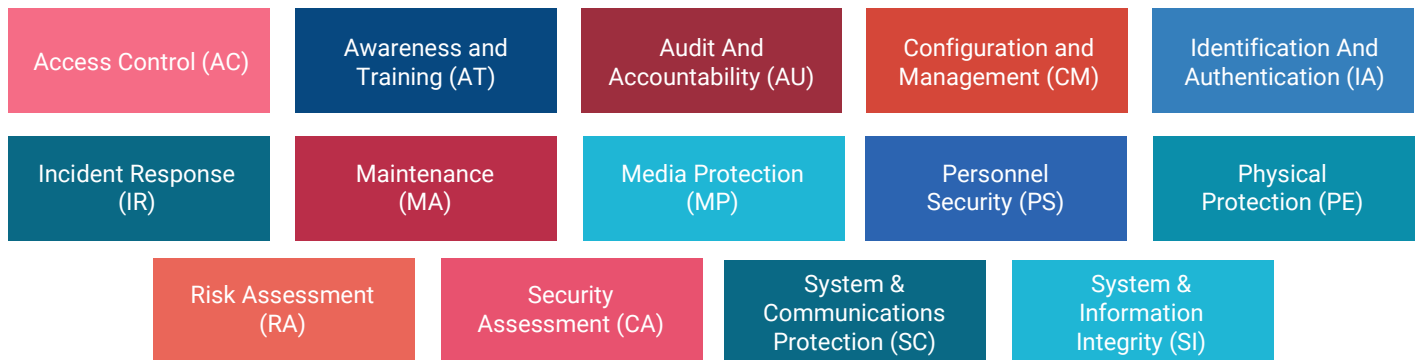 Access Control (AC)
Awareness and
Training (AT)
Audit And
Accountability (AU)
Configuration and
Management (CM)
Identification And
Authentication (IA)
Incident Response
(IR)
Maintenance
(MA)
Media Protection
(MP)
Personnel
Security (PS)
Physical
Protection (PE)
Risk Assessment
(RA)
Security
Assessment (CA)
System &
Communications
Protection (SC)
System &
Information
Integrity (SI)